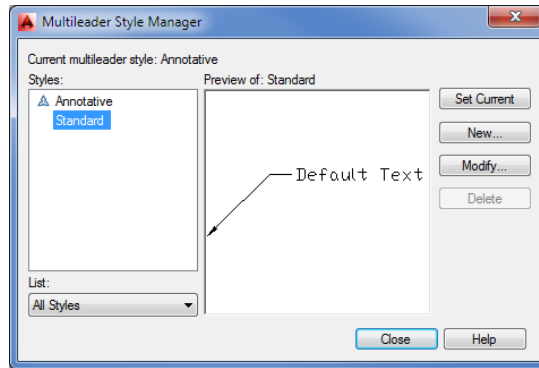 Multileader Style Manager
Current multileader style: Annotative
Styles:
Preview of: Standard
Annotative
Standard
Default Text
Set Current
New...
Modify...
Delete
List:
All Styles
Close
Help